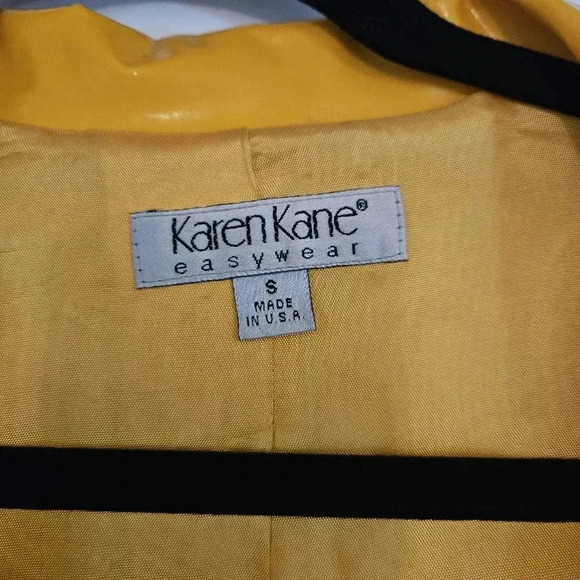 Karen Kane®
easywear
S
MADE
IN U.S.A.